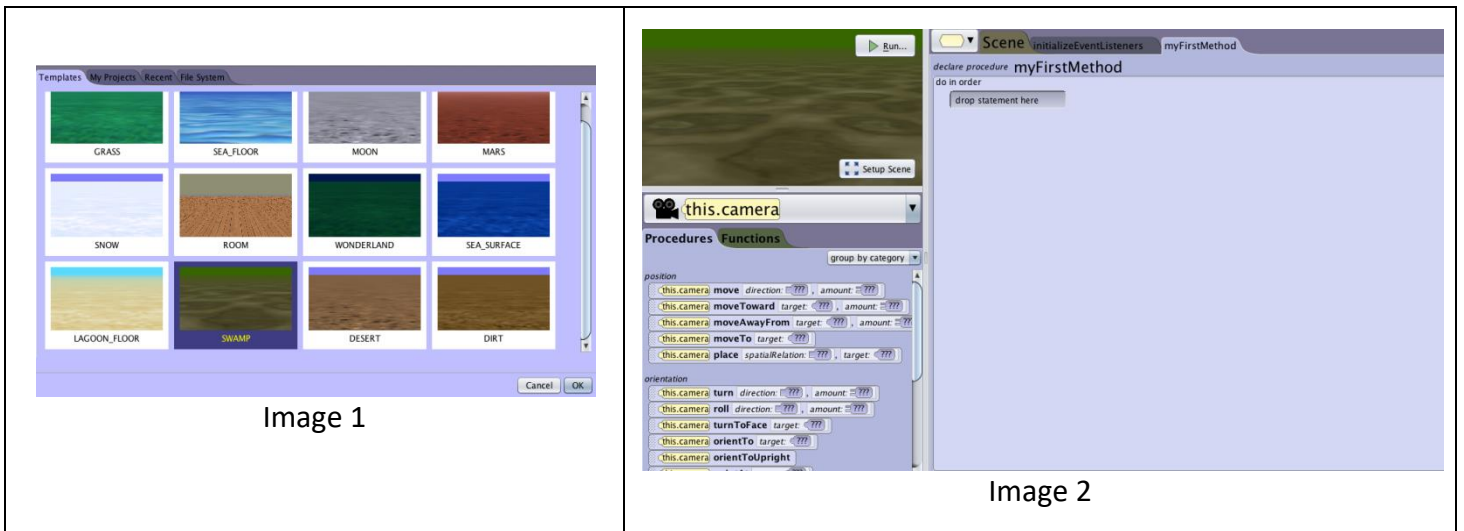 Templates My Projects Recent File System
GRASS SEA_FLOOR MOON MARS
SNOW ROOM WONDERLAND SEA_SURFACE
LAGOON_FLOOR SWAMP DESERT DIRT
Cancel OK
Image 1
Run...
Setup Scene
this.camera
Procedures Functions
group by category
position
this.camera move direction: ??? , amount: ???
this.camera moveToward target: ??? , amount: ???
this.camera moveAwayFrom target: ??? , amount: ??
this.camera moveTo target: ???
this.camera place spatialRelation: ??? , target: ???
orientation
this.camera turn direction: ??? , amount: ???
this.camera roll direction: ??? , amount: ???
this.camera turnToFace target: ???
this.camera orientTo target: ???
this.camera orientToUpright
Scene initializeEventListeners myFirstMethod
declare procedure myFirstMethod
do in order
drop statement here
Image 2